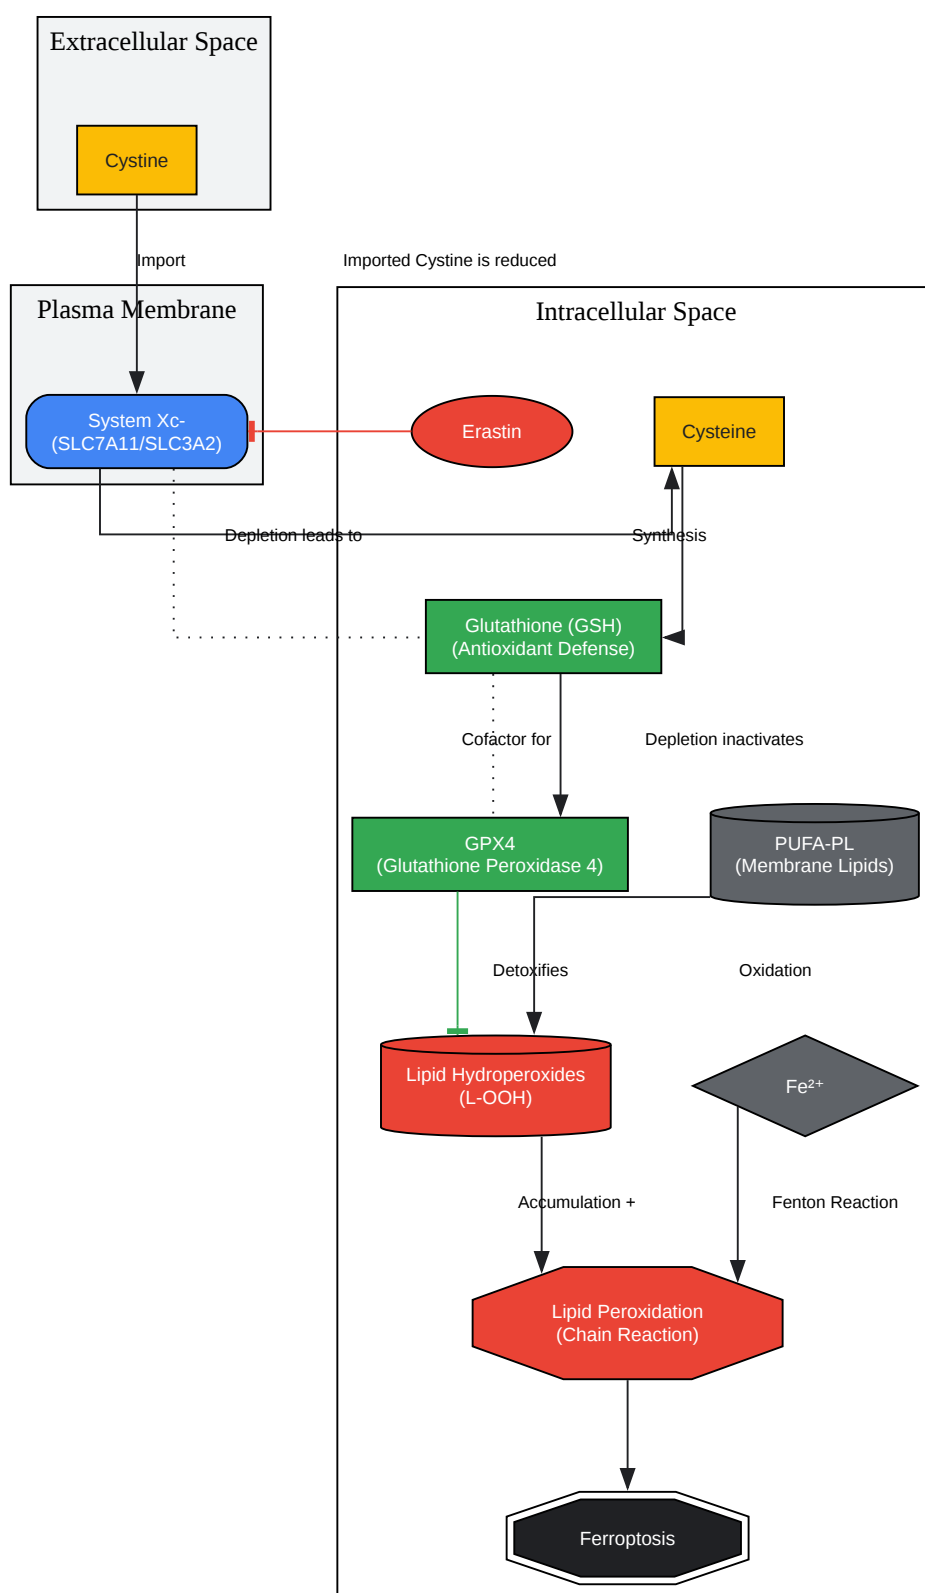 Extracellular Space
Cystine
Import
Imported Cystine is reduced
Plasma Membrane
Intracellular Space
System Xc-
(SLC7A11/SLC3A2)
Erastin
Cysteine
Depletion leads to
Synthesis
Glutathione (GSH)
(Antioxidant Defense)
Cofactor for
Depletion inactivates
GPX4
(Glutathione Peroxidase 4)
PUFA-PL
(Membrane Lipids)
Detoxifies
Oxidation
Lipid Hydroperoxides
(L-OOH)
Fe²⁺
Accumulation +
Fenton Reaction
Lipid Peroxidation
(Chain Reaction)
Ferroptosis